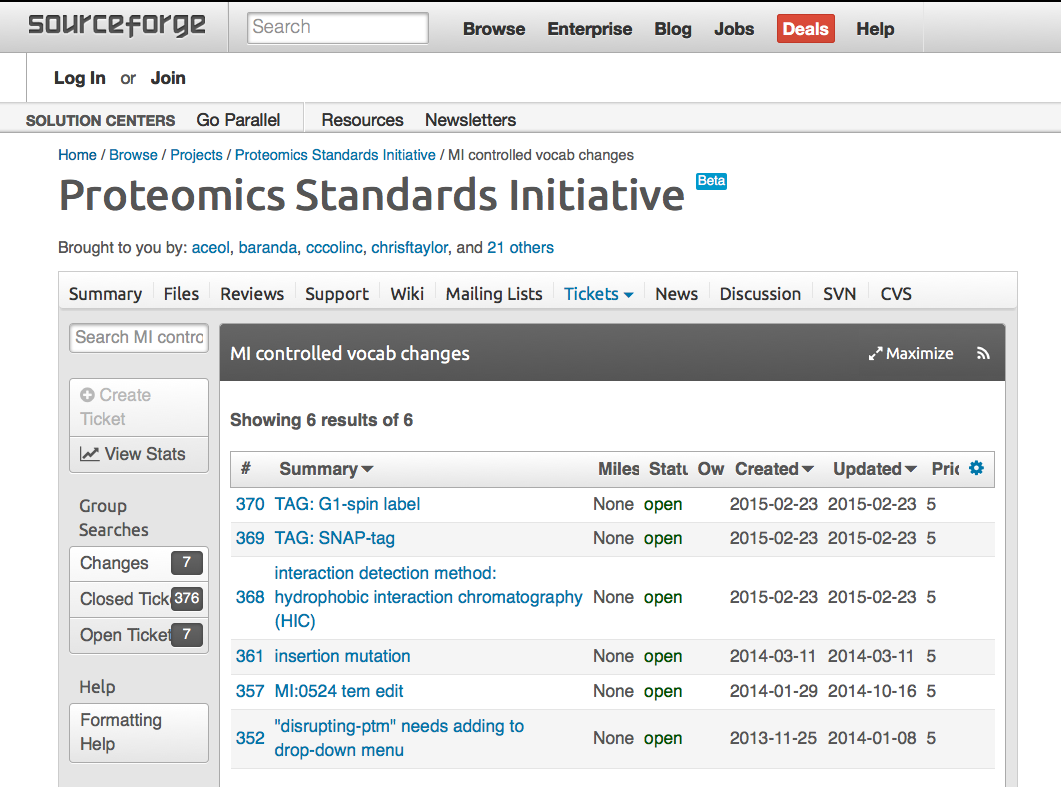 sourceforge
Search
Browse Enterprise Blog Jobs Deals Help
Log In or Join
SOLUTION CENTERS Go Parallel Resources Newsletters
Home / Browse / Projects / Proteomics Standards Initiative / MI controlled vocab changes
Proteomics Standards Initiative Beta
Brought to you by: aceol, baranda, cccolinc, chrisftaylor, and 21 others
Summary Files Reviews Support Wiki Mailing Lists Tickets News Discussion SVN CVS
Search MI contro
Create
Ticket
View Stats
Group
Searches
Changes 7
Closed Tick 376
Open Ticket 7
Help
Formatting
Help
MI controlled vocab changes Maximize
Showing 6 results of 6
# Summary Miles Statu Ow Created Updated Pric
370 TAG: G1-spin label None open 2015-02-23 2015-02-23 5
369 TAG: SNAP-tag None open 2015-02-23 2015-02-23 5
interaction detection method:
368 hydrophobic interaction chromatography None open 2015-02-23 2015-02-23 5
(HIC)
361 insertion mutation None open 2014-03-11 2014-03-11 5
357 MI:0524 tem edit None open 2014-01-29 2014-10-16 5
"disrupting-ptm" needs adding to
352 drop-down menu None open 2013-11-25 2014-01-08 5